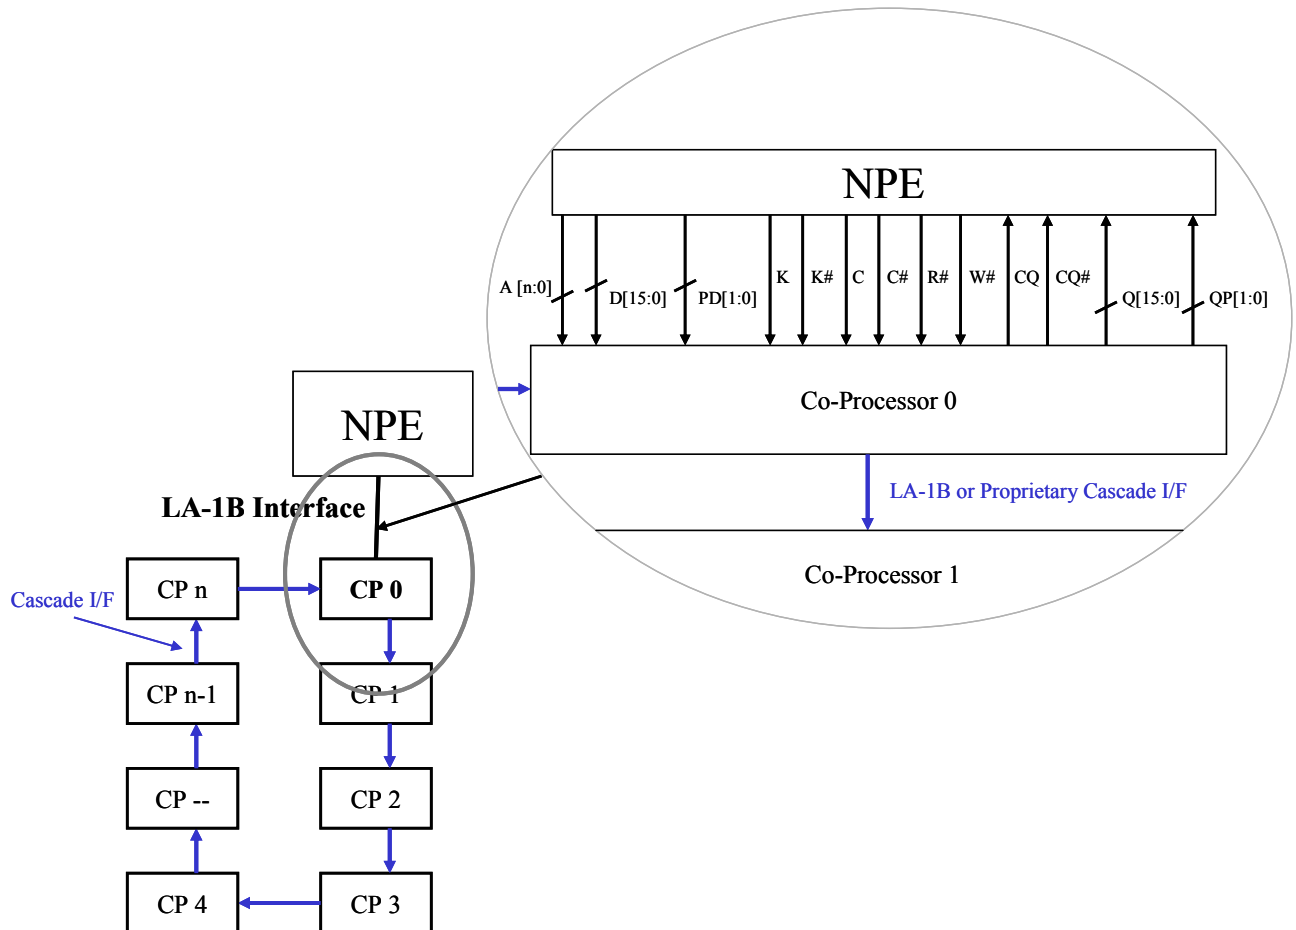 NPE
A [n:0]
D[15:0]
PD[1:0]
K
K#
C
C#
R#
W#
CQ
CQ#
Q[15:0]
QP[1:0]
Co-Processor 0
LA-1B or Proprietary Cascade I/F
Co-Processor 1
NPE
LA-1B Interface
CP n
CP 0
Cascade I/F
CP n-1
CP 1
CP --
CP 2
CP 4
CP 3